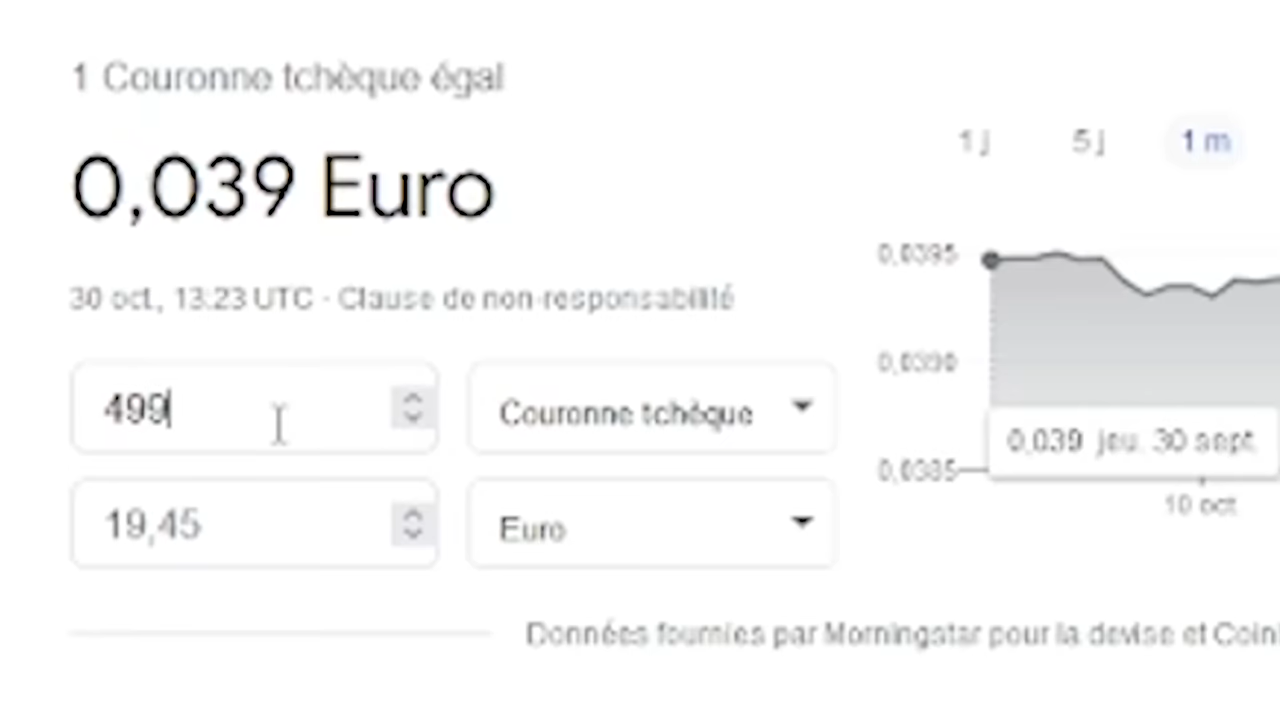 1 Couronne tchèque égal
0,039 Euro
30 oct., 13:23 UTC · Clause de non-responsabilité
499 Couronne tchèque
19,45 Euro
1 j 5 j 1 m
0,0395
0,0390
0,0385
0,039 jeu. 30 sept.
10 oct.
Données fournies par Morningstar pour la devise et